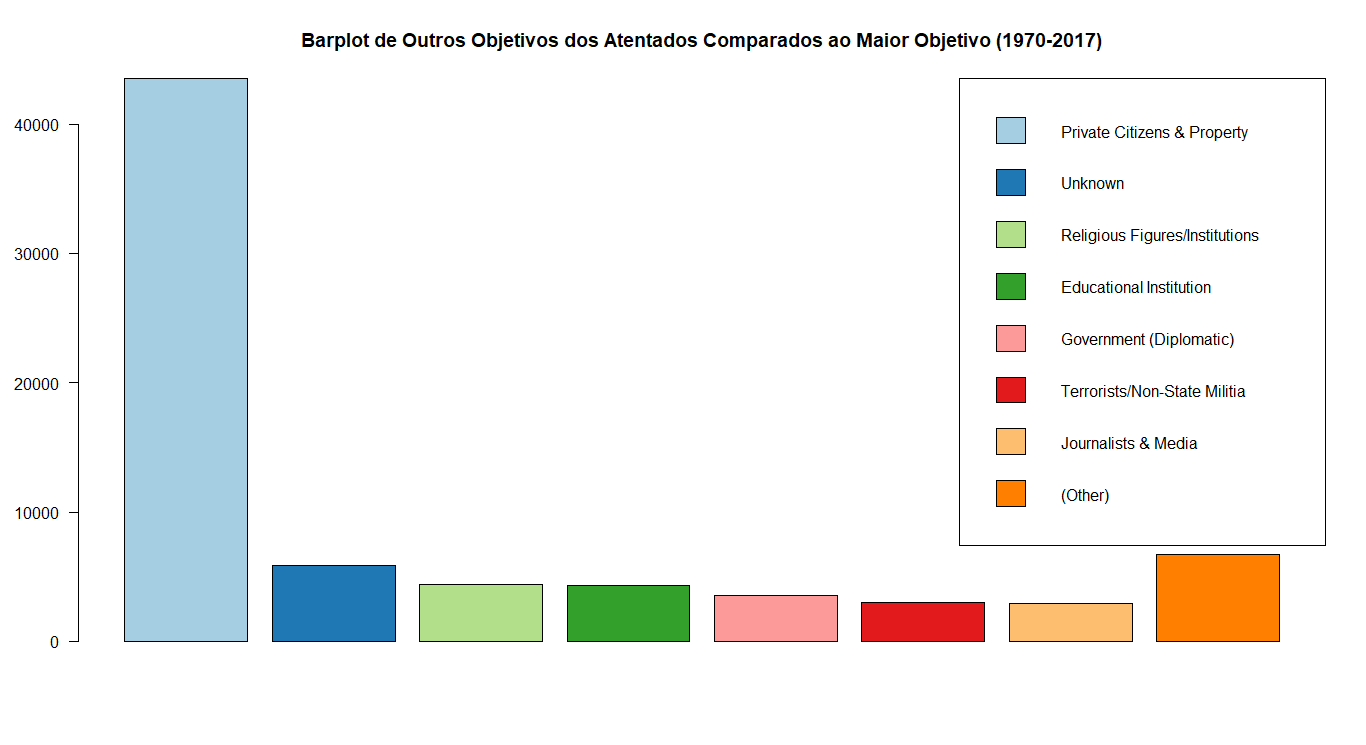 Barplot de Outros Objetivos dos Atentados Comparados ao Maior Objetivo (1970-2017)
40000
30000
20000
10000
0
Private Citizens & Property
Unknown
Religious Figures/Institutions
Educational Institution
Government (Diplomatic)
Terrorists/Non-State Militia
Journalists & Media
(Other)